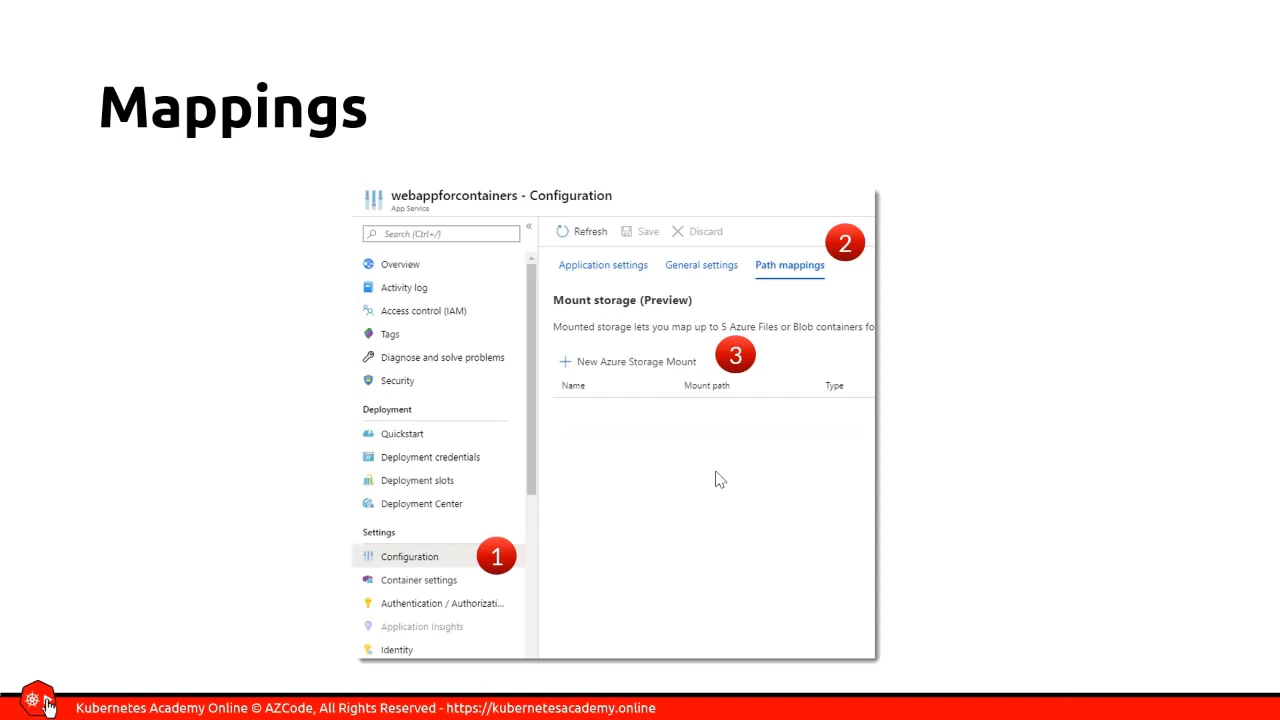 Mappings
webappforcontainers - Configuration
App Service
Search (Ctrl+/)
«
Overview
Activity log
Access control (IAM)
Tags
Diagnose and solve problems
Security
Deployment
Quickstart
Deployment credentials
Deployment slots
Deployment Center
Settings
Configuration
1
Container settings
Authentication / Authorizati...
Application Insights
Identity
Refresh Save Discard
2
Application settings General settings Path mappings
Mount storage (Preview)
Mounted storage lets you map up to 5 Azure Files or Blob containers fo
New Azure Storage Mount
3
Name Mount path Type
Kubernetes Academy Online © AZCode, All Rights Reserved - https://kubernetesacademy.online